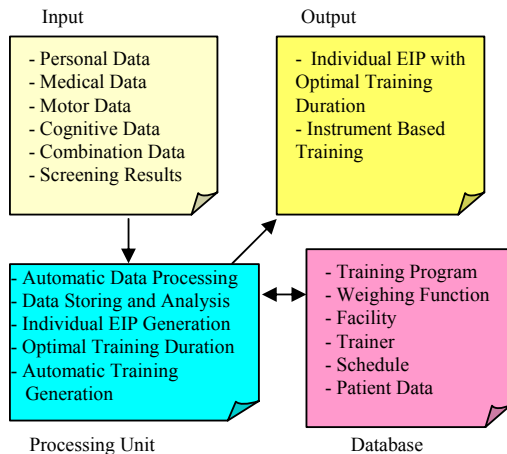 Input
- Personal Data
- Medical Data
- Motor Data
- Cognitive Data
- Combination Data
- Screening Results
Output
- Individual EIP with
Optimal Training
Duration
- Instrument Based
Training
- Automatic Data Processing
- Data Storing and Analysis
- Individual EIP Generation
- Optimal Training Duration
- Automatic Training
Generation
Processing Unit
- Training Program
- Weighing Function
- Facility
- Trainer
- Schedule
- Patient Data
Database